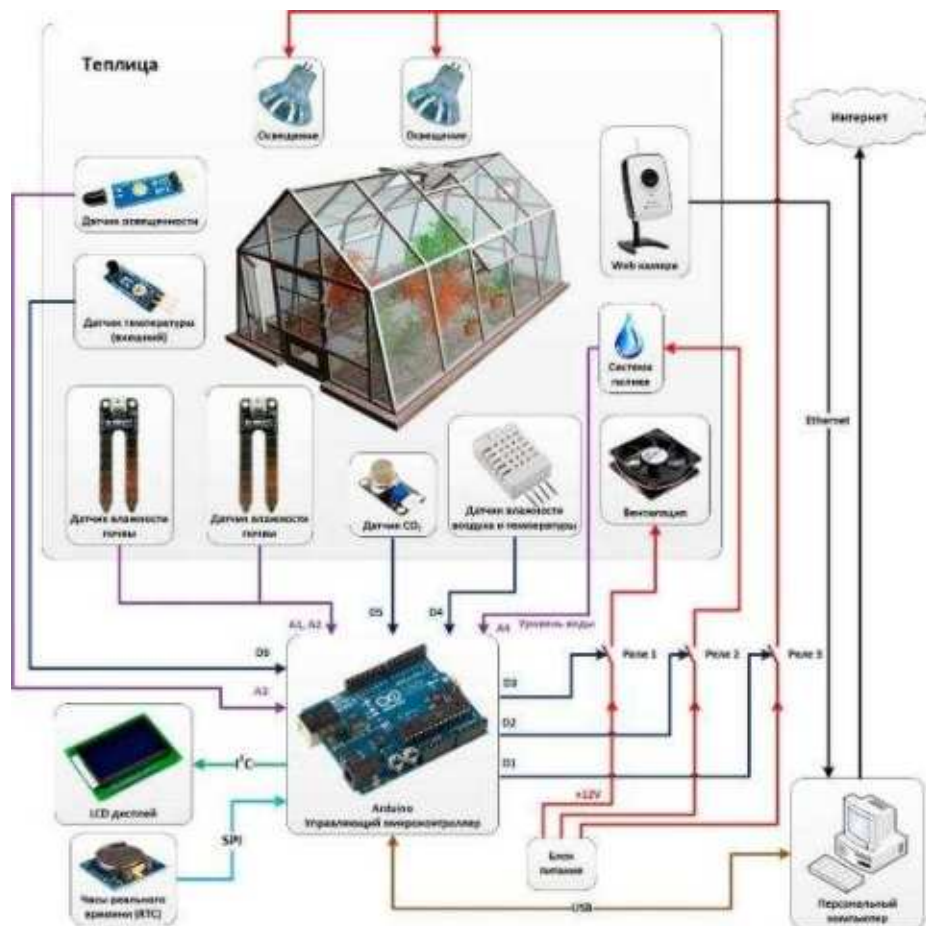 Теплица
Освещение
Освещение
Интернет
Датчик освещенности
Web камера
Датчик температуры
(внешний)
Система
полива
Ethernet
Датчик влажности
почвы
Датчик влажности
почвы
Датчик CO₂
Датчик влажности
воздуха и температуры
Вентиляция
A1, A2
D5
D4
A4
Уровень воды
Реле 1
Реле 2
Реле 3
D6
A3
D3
D2
D1
I²C
LCD дисплей
Arduino
Управляющий микроконтроллер
+12V
SPI
Блок
питания
Часы реального
времени (RTC)
USB
Персональный
компьютер